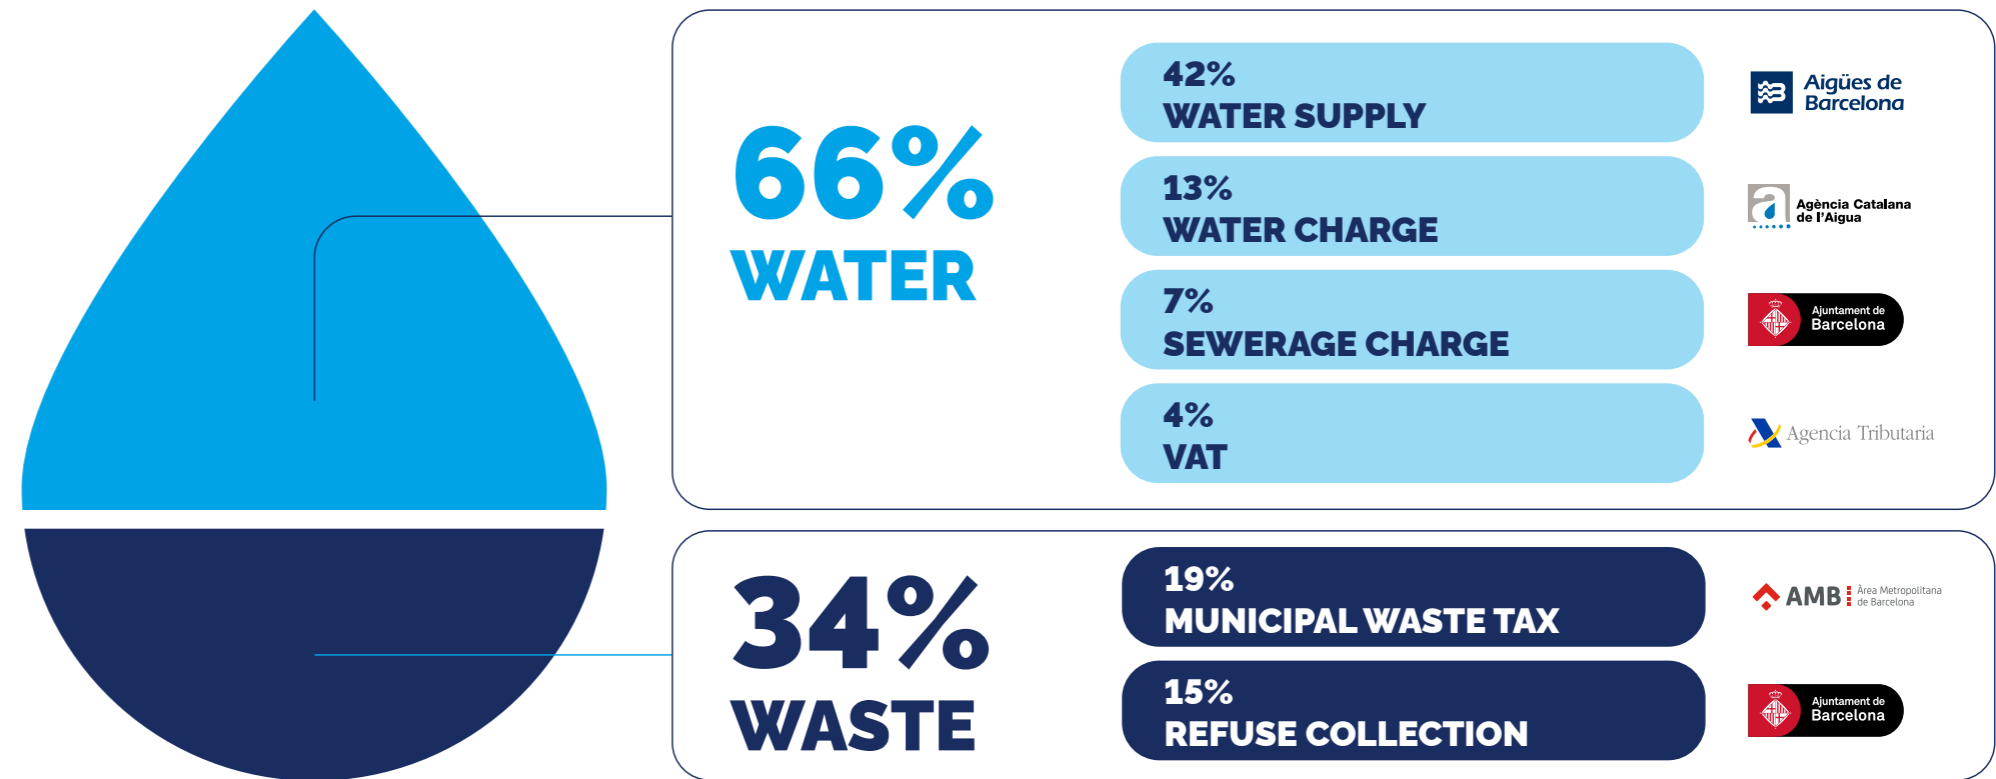 66%
WATER
42%
WATER SUPPLY
Aigües de
Barcelona
13%
WATER CHARGE
Agència Catalana
de l'Aigua
7%
SEWERAGE CHARGE
Ajuntament de
Barcelona
4%
VAT
Agencia Tributaria
34%
WASTE
19%
MUNICIPAL WASTE TAX
AMB
Àrea Metropolitana
de Barcelona
15%
REFUSE COLLECTION
Ajuntament de
Barcelona